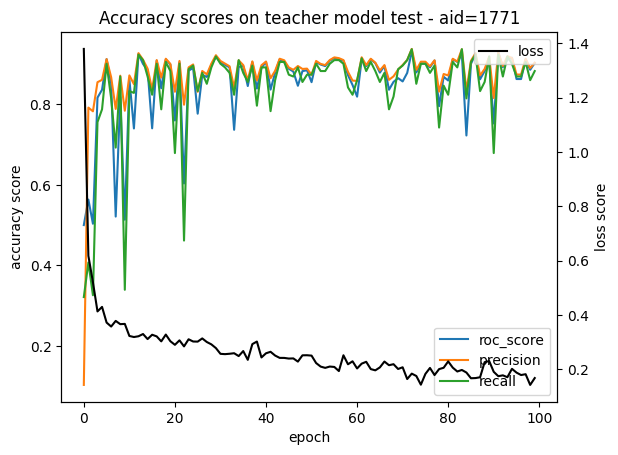 Accuracy scores on teacher model test - aid=1771
loss
1.4
1.2
1.0
0.8
0.6
0.4
0.2
loss score
0.8
0.6
0.4
0.2
accuracy score
roc_score
precision
recall
0
20
40
60
80
100
epoch